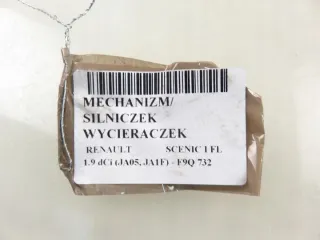 MECHANIZM/
SILNICZEK
WYCIERACZEK
RENAULT SCENIC I FL
1.9 dCi (JA05, JA1F) - F9Q 732